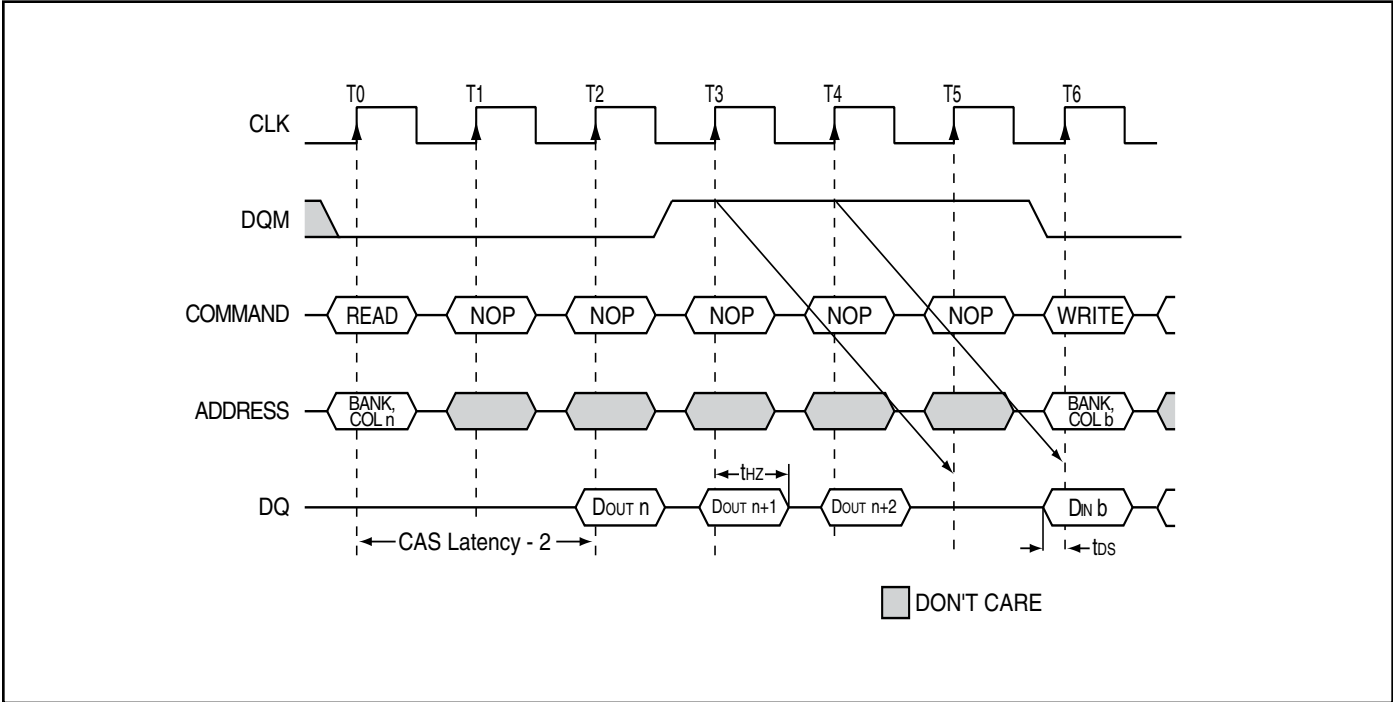 T0 T1 T2 T3 T4 T5 T6
CLK
DQM
COMMAND READ NOP NOP NOP NOP NOP WRITE
ADDRESS BANK, COL n BANK, COL b
tHZ
DQ DOUT n DOUT n+1 DOUT n+2 DIN b
CAS Latency - 2 tDS
DON'T CARE